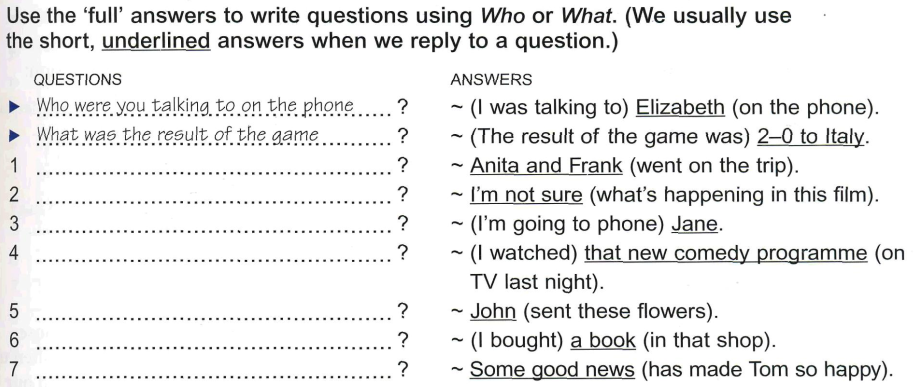 Use the 'full' answers to write questions using Who or What. (We usually use
the short, underlined answers when we reply to a question.)
QUESTIONS ANSWERS
► Who were you talking to on the phone ? ~ (I was talking to) Elizabeth (on the phone).
► What was the result of the game ? ~ (The result of the game was) 2–0 to Italy.
1 ........................................ ? ~ Anita and Frank (went on the trip).
2 ........................................ ? ~ I'm not sure (what's happening in this film).
3 ........................................ ? ~ (I'm going to phone) Jane.
4 ........................................ ? ~ (I watched) that new comedy programme (on
TV last night).
5 ........................................ ? ~ John (sent these flowers).
6 ........................................ ? ~ (I bought) a book (in that shop).
7 ........................................ ? ~ Some good news (has made Tom so happy).